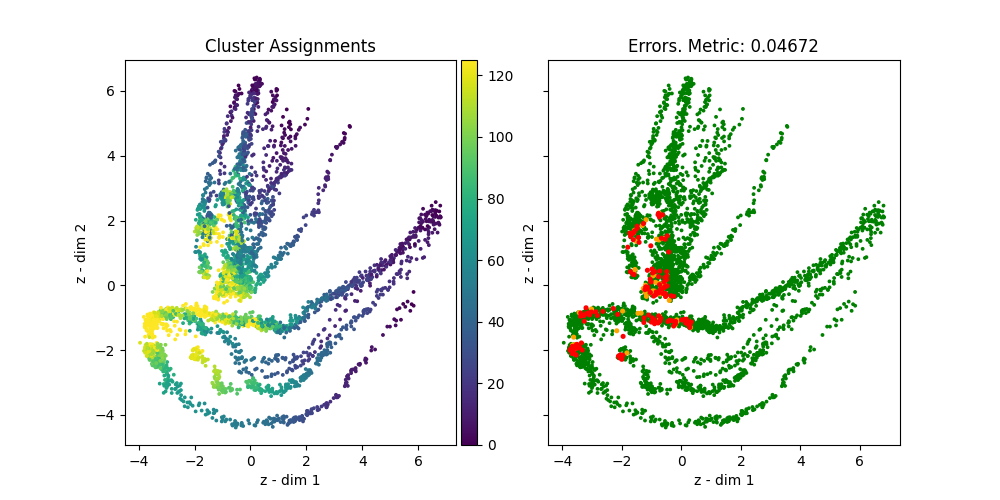 Cluster Assignments
Errors. Metric: 0.04672
6
4
2
0
−2
−4
z - dim 2
−4 −2 0 2 4 6
z - dim 1
120
100
80
60
40
20
0
z - dim 2
−4 −2 0 2 4 6
z - dim 1